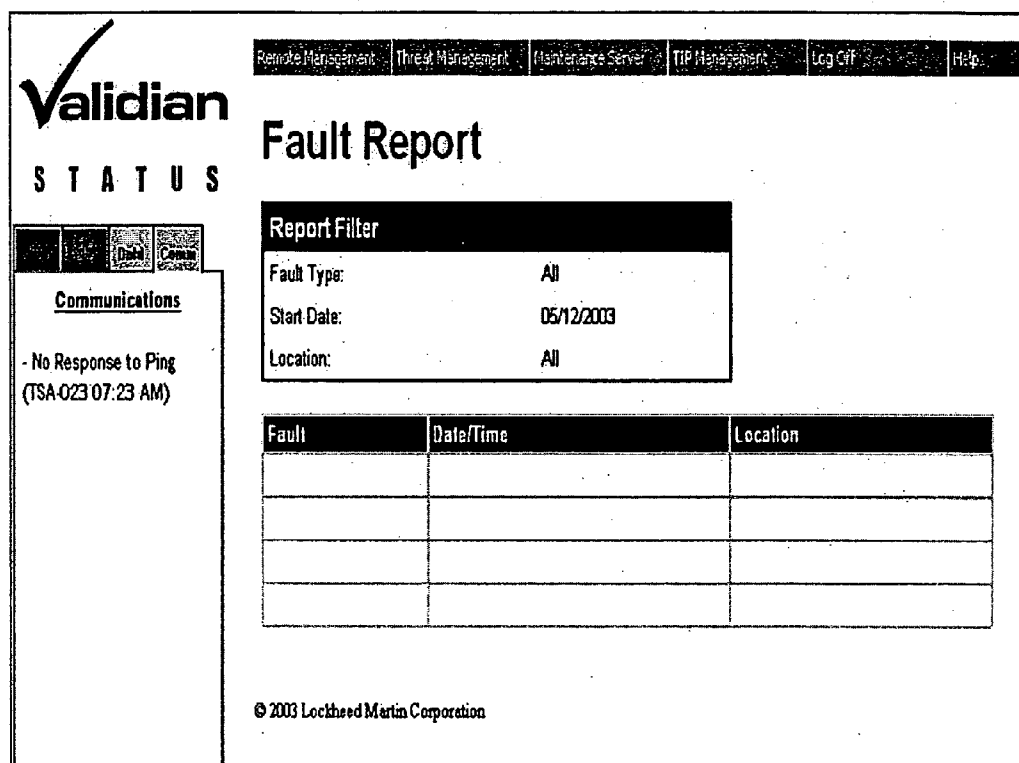 Validian
STATUS
Remote Management Threat Management Maintenance Server TIP Management Log Off Help
Comm
Communications
- No Response to Ping
(TSA-023 07:23 AM)
Fault Report
Report Filter
Fault Type: All
Start Date: 05/12/2003
Location: All
Fault Date/Time Location
© 2003 Lockheed Martin Corporation